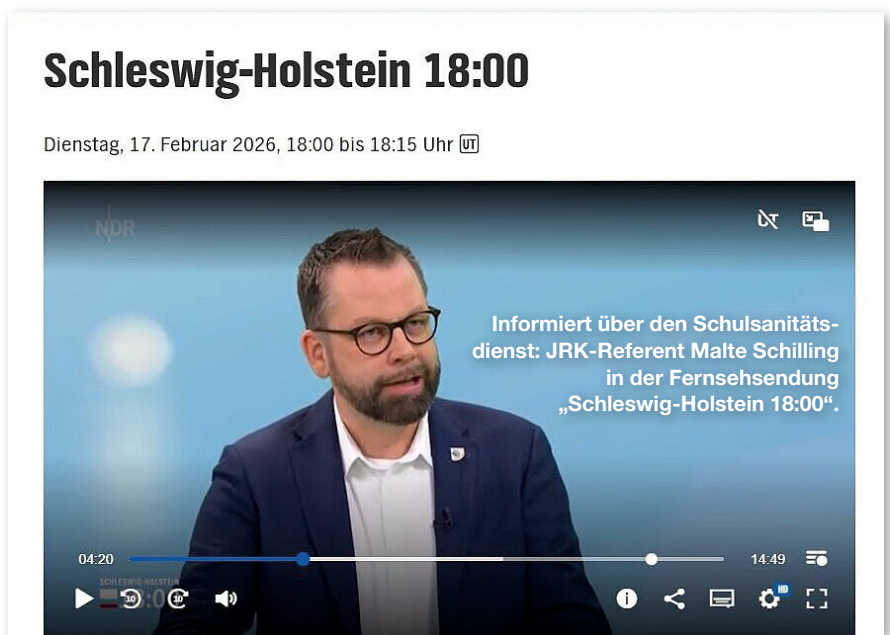 Schleswig-Holstein 18:00
Dienstag, 17. Februar 2026, 18:00 bis 18:15 Uhr UT
NDR
UT
Informiert über den Schulsanitäts-
dienst: JRK-Referent Malte Schilling
in der Fernsehsendung
„Schleswig-Holstein 18:00“.
04:20
14:49
SCHLESWIG-HOLSTEIN
10
10
HD